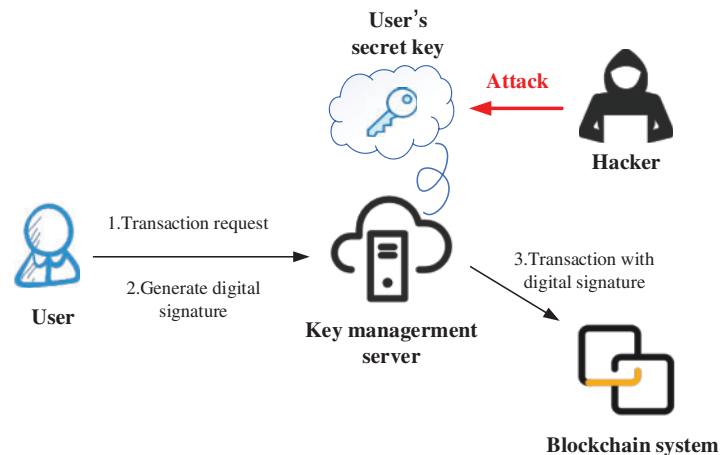 User's
secret key
Attack
Hacker
1.Transaction request
2.Generate digital
signature
User
Key managerment
server
3.Transaction with
digital signature
Blockchain system